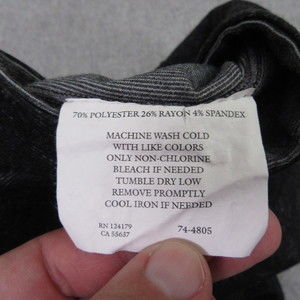 70% POLYESTER 26% RAYON 4% SPANDEX
MACHINE WASH COLD
WITH LIKE COLORS
ONLY NON-CHLORINE
BLEACH IF NEEDED
TUMBLE DRY LOW
REMOVE PROMPTLY
COOL IRON IF NEEDED
RN 124179
CA 55637
74-4805